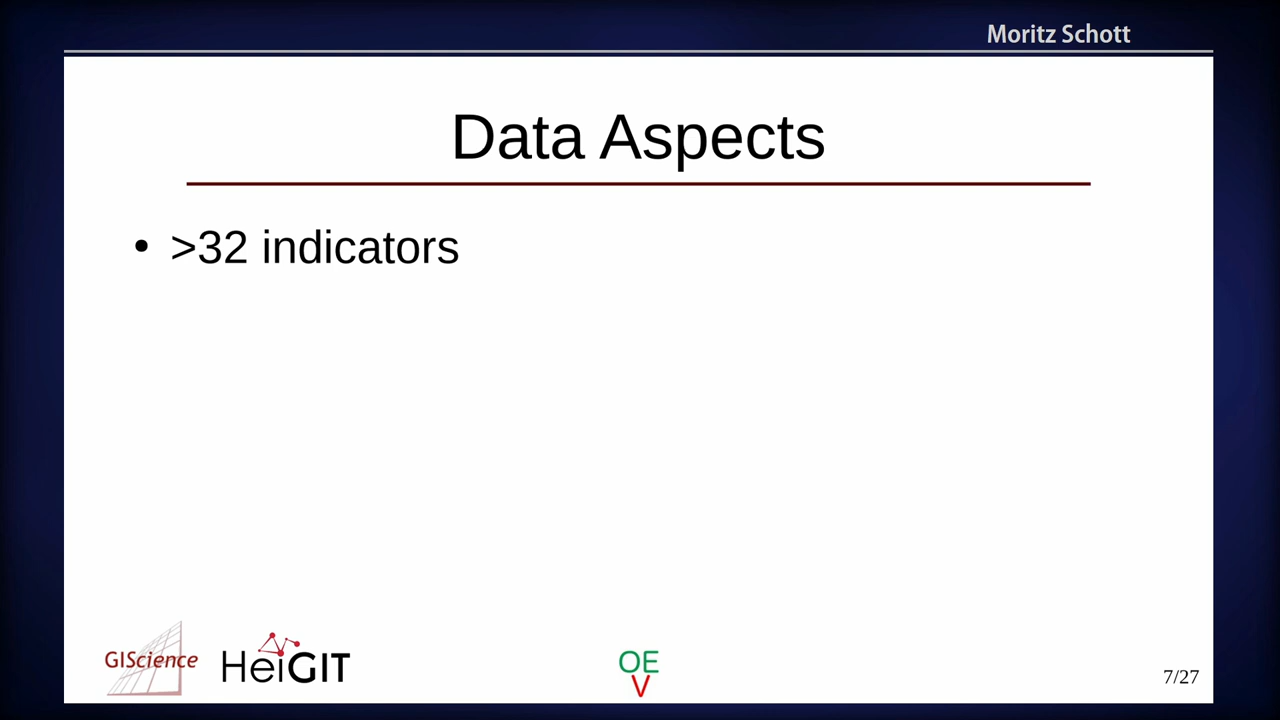 Moritz Schott
Data Aspects
• >32 indicators
GIScience
HeiGIT
OE
V
7/27